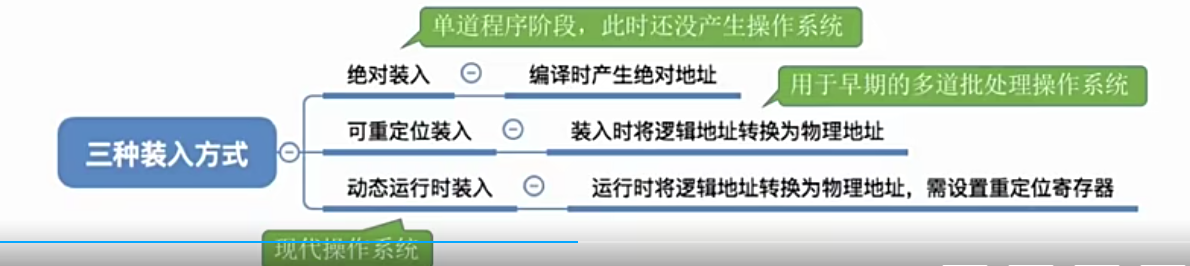 单道程序阶段，此时还没产生操作系统
绝对装入
编译时产生绝对地址
用于早期的多道批处理操作系统
三种装入方式
可重定位装入
装入时将逻辑地址转换为物理地址
动态运行时装入
运行时将逻辑地址转换为物理地址，需设置重定位寄存器
现代操作系统